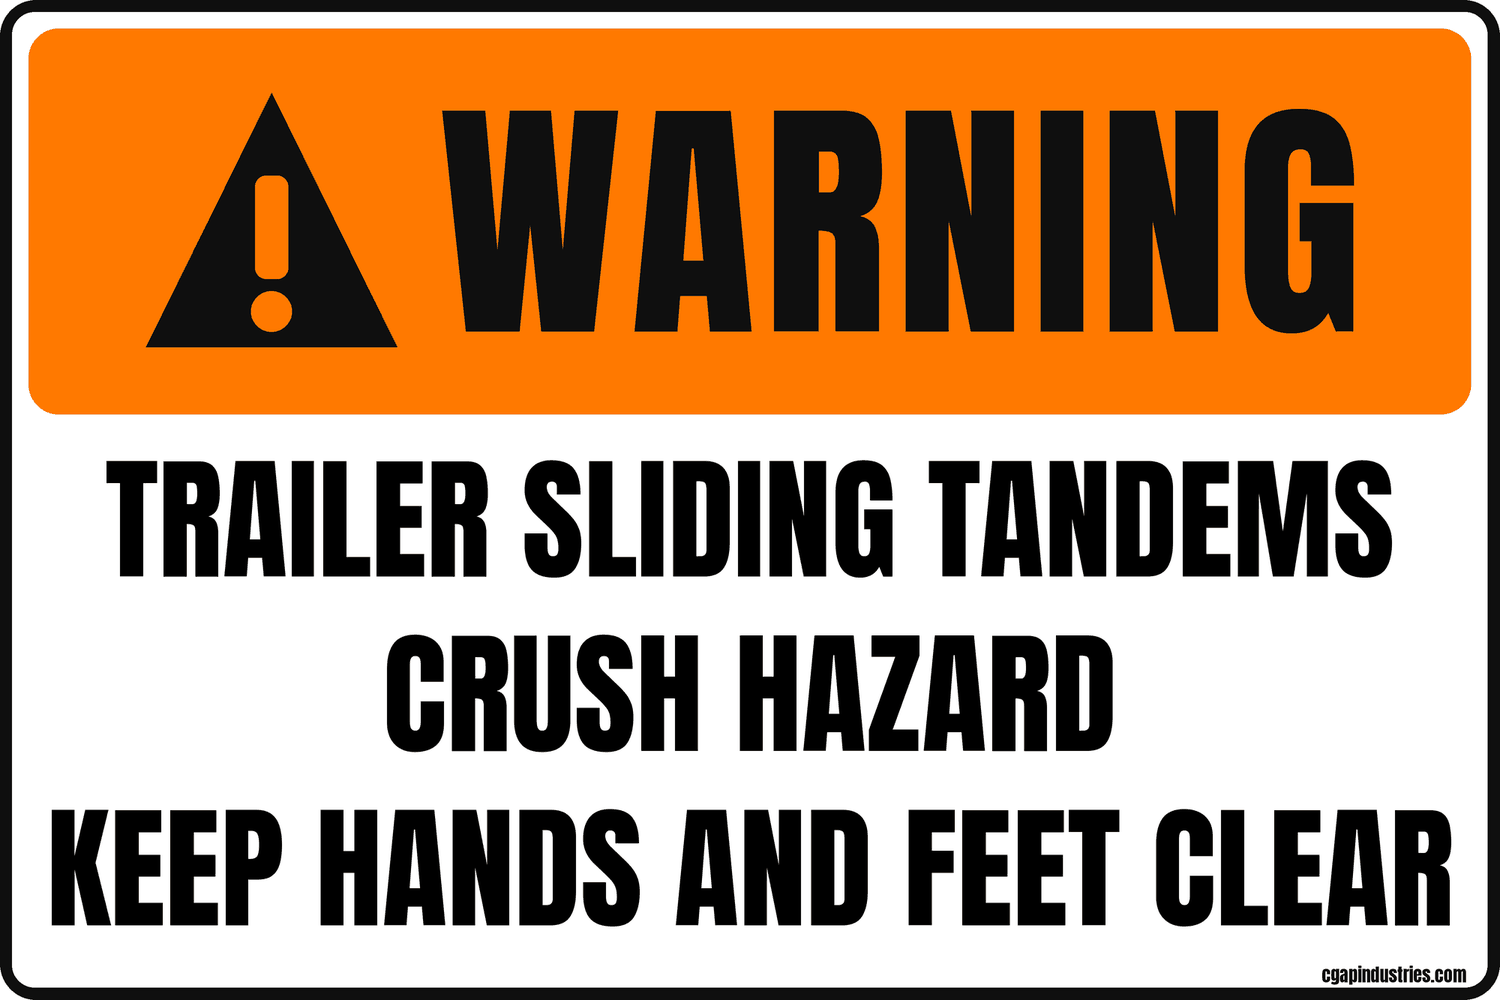 WARNING
TRAILER SLIDING TANDEMS
CRUSH HAZARD
KEEP HANDS AND FEET CLEAR
cgapindustries.com